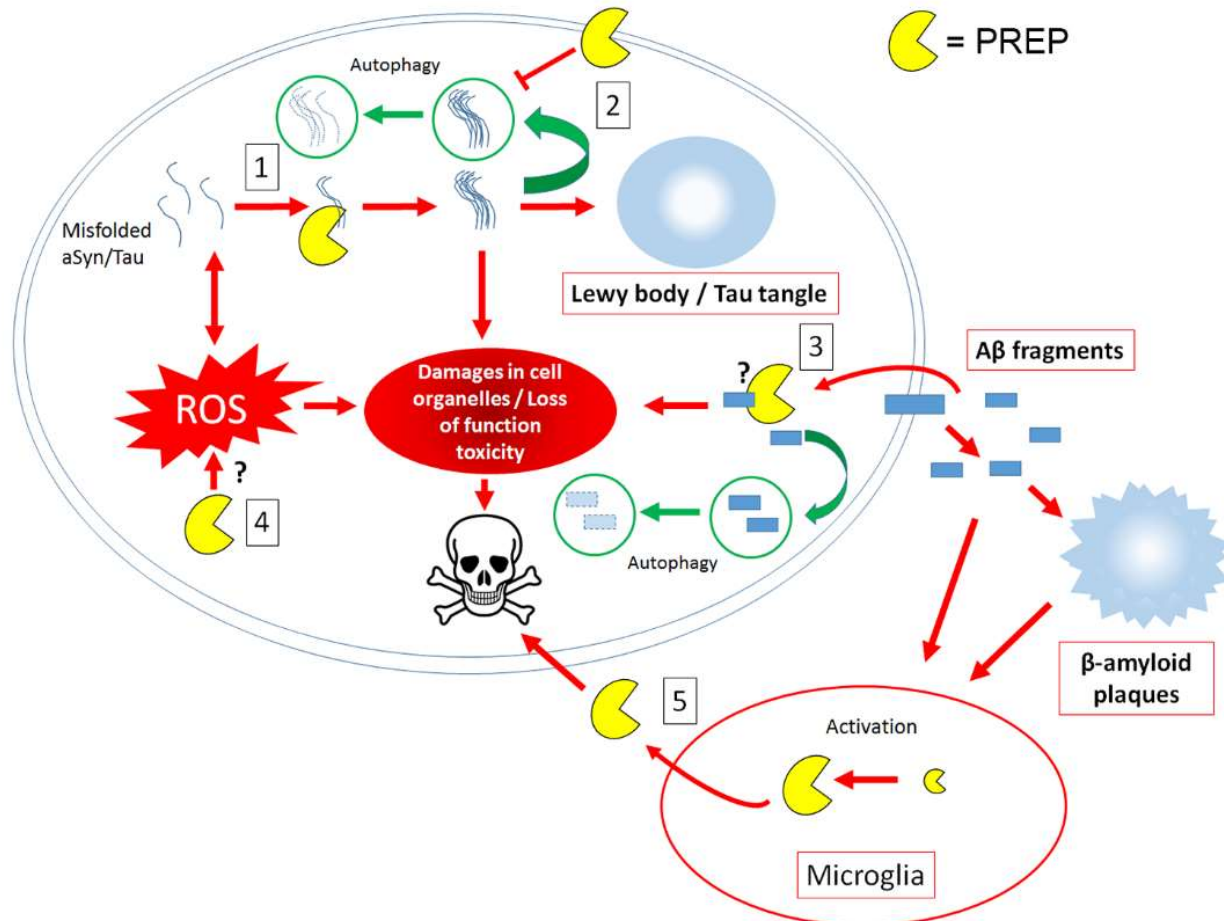 = PREP
Autophagy
2
1
Misfolded
aSyn/Tau
Lewy body / Tau tangle
3
Aβ fragments
?
ROS
Damages in cell
organelles / Loss
of function
toxicity
?
4
Autophagy
β-amyloid
plaques
5
Activation
Microglia